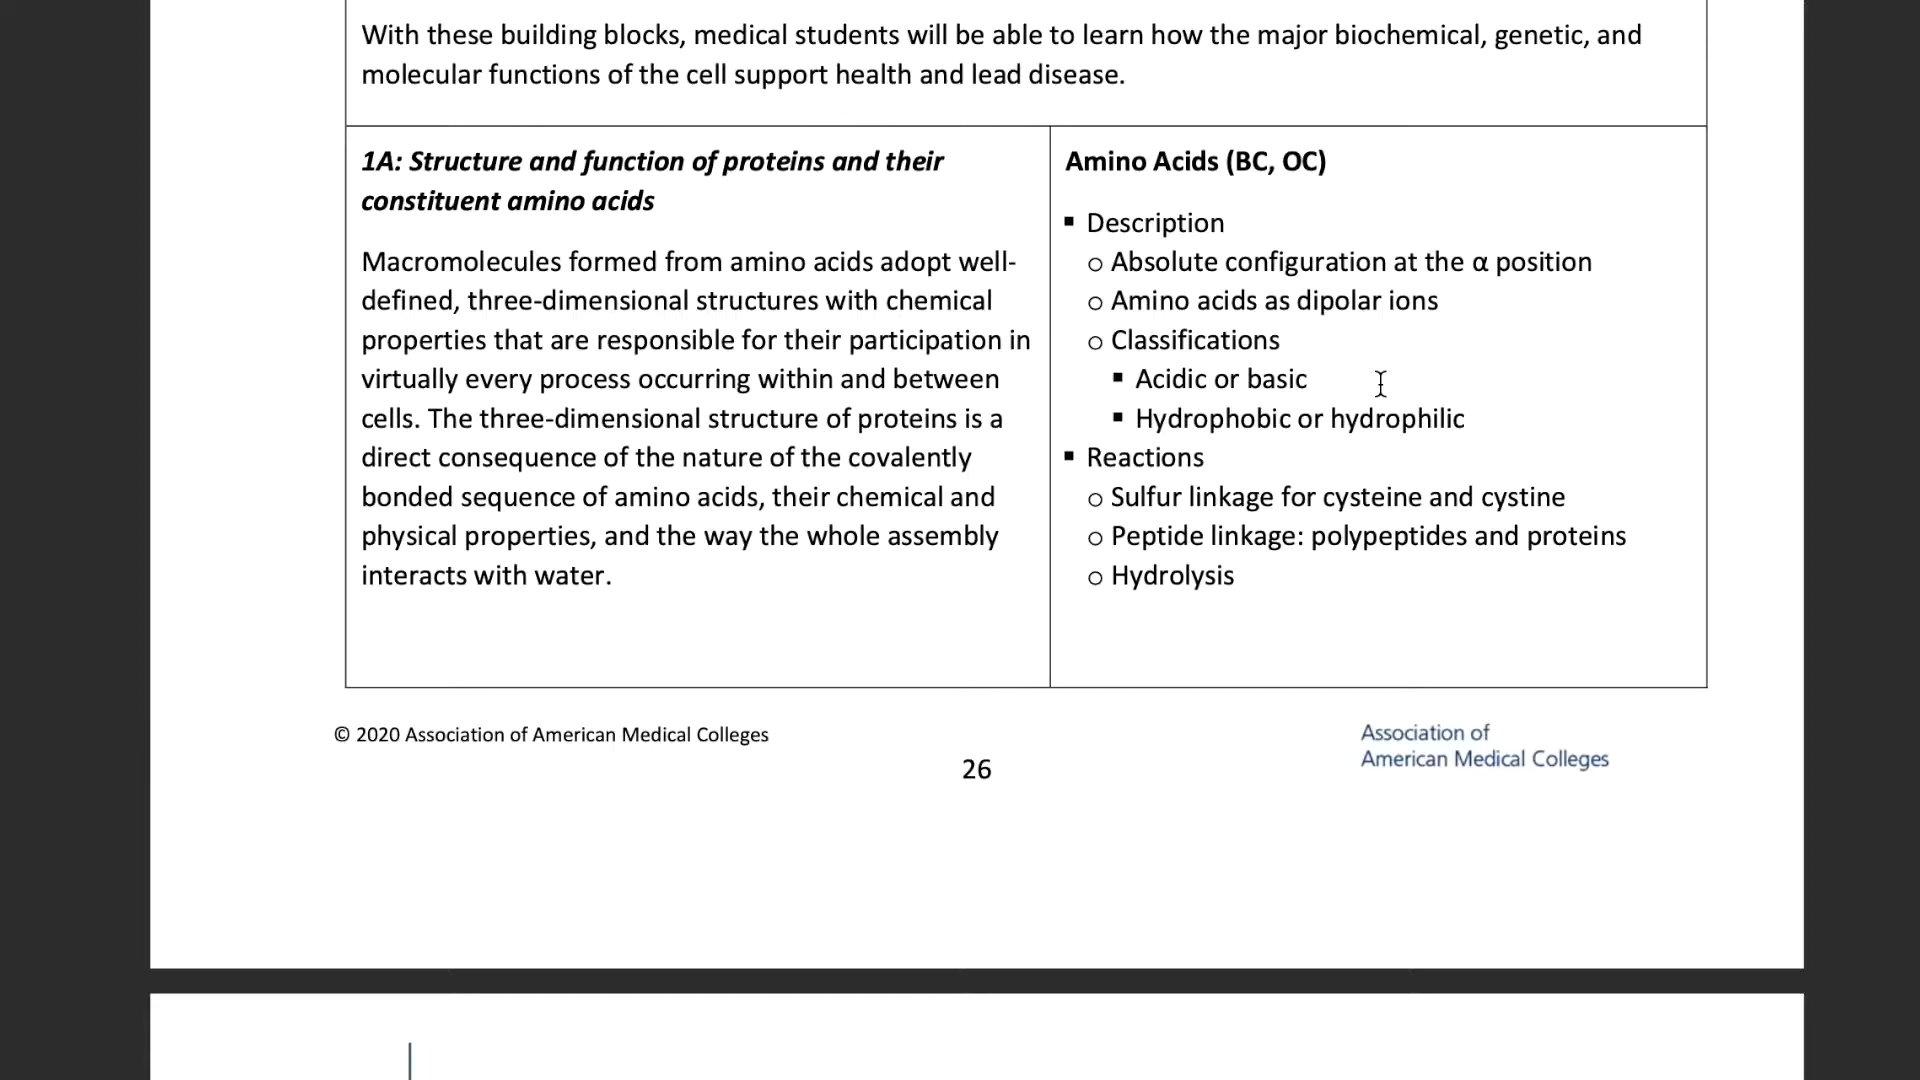 With these building blocks, medical students will be able to learn how the major biochemical, genetic, and
molecular functions of the cell support health and lead disease.
1A: Structure and function of proteins and their
constituent amino acids
Macromolecules formed from amino acids adopt well-
defined, three-dimensional structures with chemical
properties that are responsible for their participation in
virtually every process occurring within and between
cells. The three-dimensional structure of proteins is a
direct consequence of the nature of the covalently
bonded sequence of amino acids, their chemical and
physical properties, and the way the whole assembly
interacts with water.
Amino Acids (BC, OC)
▪ Description
o Absolute configuration at the α position
o Amino acids as dipolar ions
o Classifications
▪ Acidic or basic
▪ Hydrophobic or hydrophilic
▪ Reactions
o Sulfur linkage for cysteine and cystine
o Peptide linkage: polypeptides and proteins
o Hydrolysis
© 2020 Association of American Medical Colleges
Association of
American Medical Colleges
26